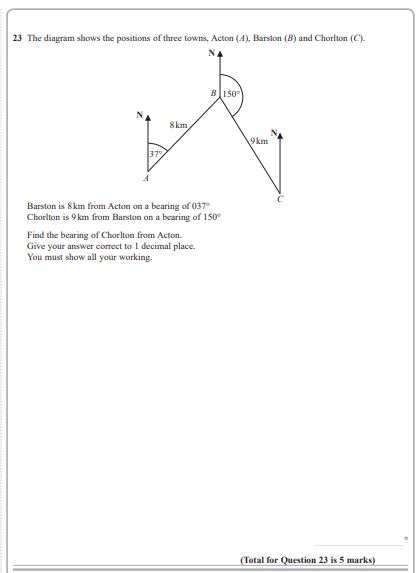 23 The diagram shows the positions of three towns, Acton (A), Barston (B) and Chorlton (C).
N
B 150°
N
8 km
9 km
N
37°
A
C
Barston is 8 km from Acton on a bearing of 037°
Chorlton is 9 km from Barston on a bearing of 150°
Find the bearing of Chorlton from Acton.
Give your answer correct to 1 decimal place.
You must show all your working.
°
(Total for Question 23 is 5 marks)